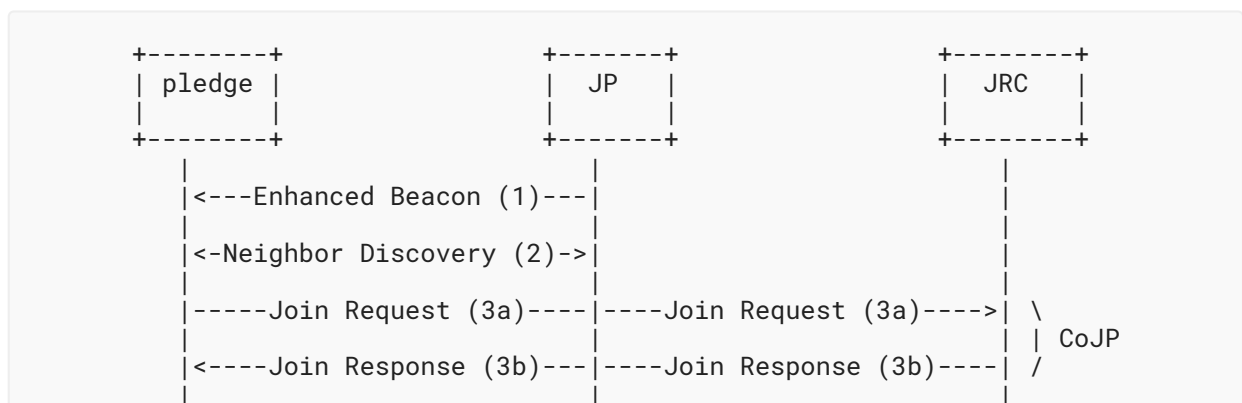 +--------+ +-------+ +--------+
| pledge | | JP | | JRC |
| | | | | |
+--------+ +-------+ +--------+
| | |
|<---Enhanced Beacon (1)---| |
| | |
|<-Neighbor Discovery (2)->| |
| | |
|-----Join Request (3a)----|----Join Request (3a)---->| \
| | | | CoJP
|<----Join Response (3b)---|----Join Response (3b)----| /
| | |